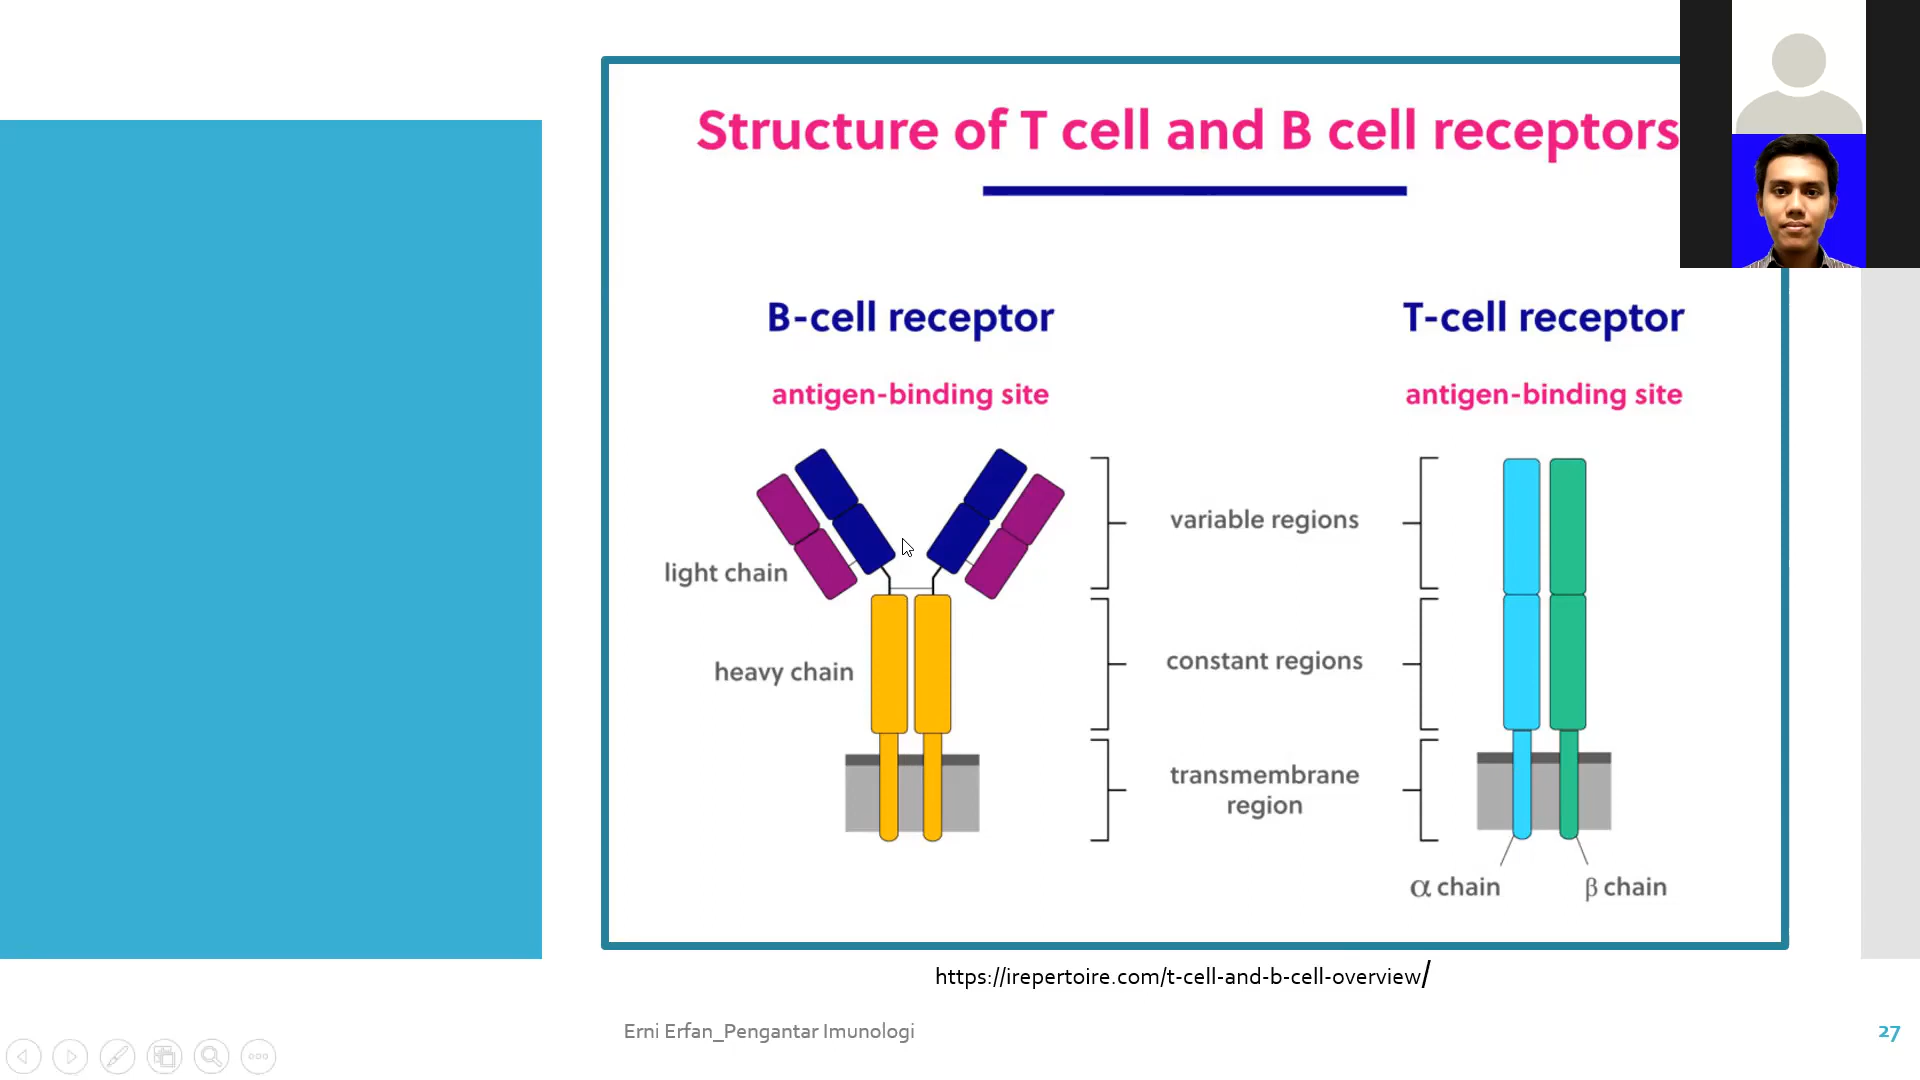 Structure of T cell and B cell receptors
B-cell receptor
T-cell receptor
antigen-binding site
antigen-binding site
variable regions
light chain
constant regions
heavy chain
transmembrane
region
α chain
β chain
https://irepertoire.com/t-cell-and-b-cell-overview/
Erni Erfan_Pengantar Imunologi
27